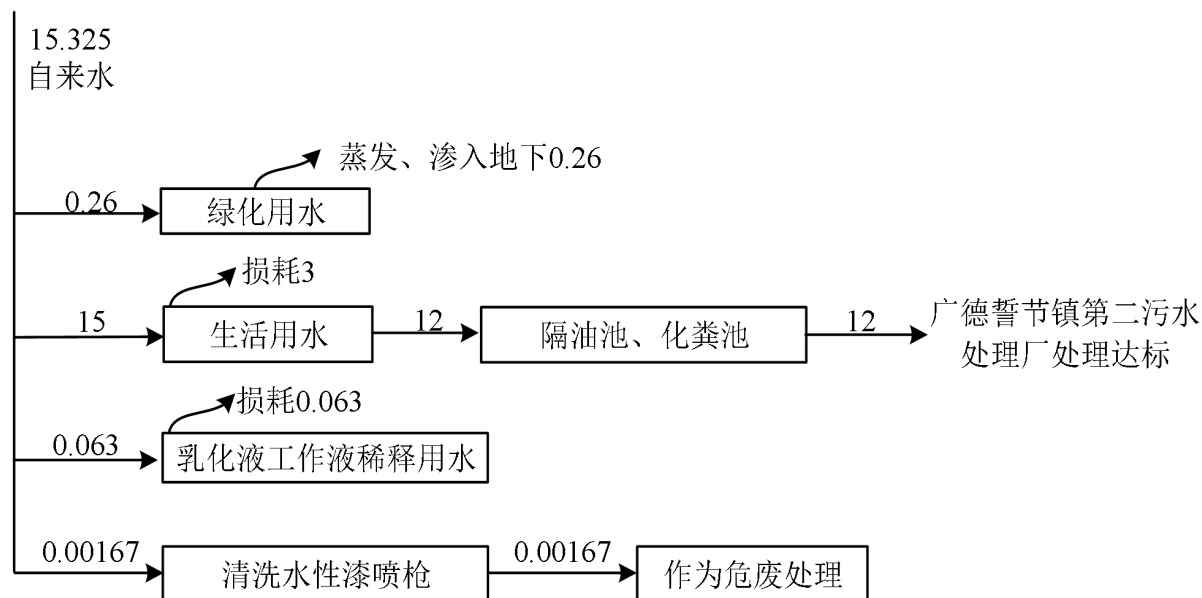 15.325
自来水
蒸发、渗入地下0.26
0.26
绿化用水
损耗3
15
生活用水
12
隔油池、化粪池
12
广德誓节镇第二污水
处理厂处理达标
损耗0.063
0.063
乳化液工作液稀释用水
0.00167
清洗水性漆喷枪
0.00167
作为危废处理